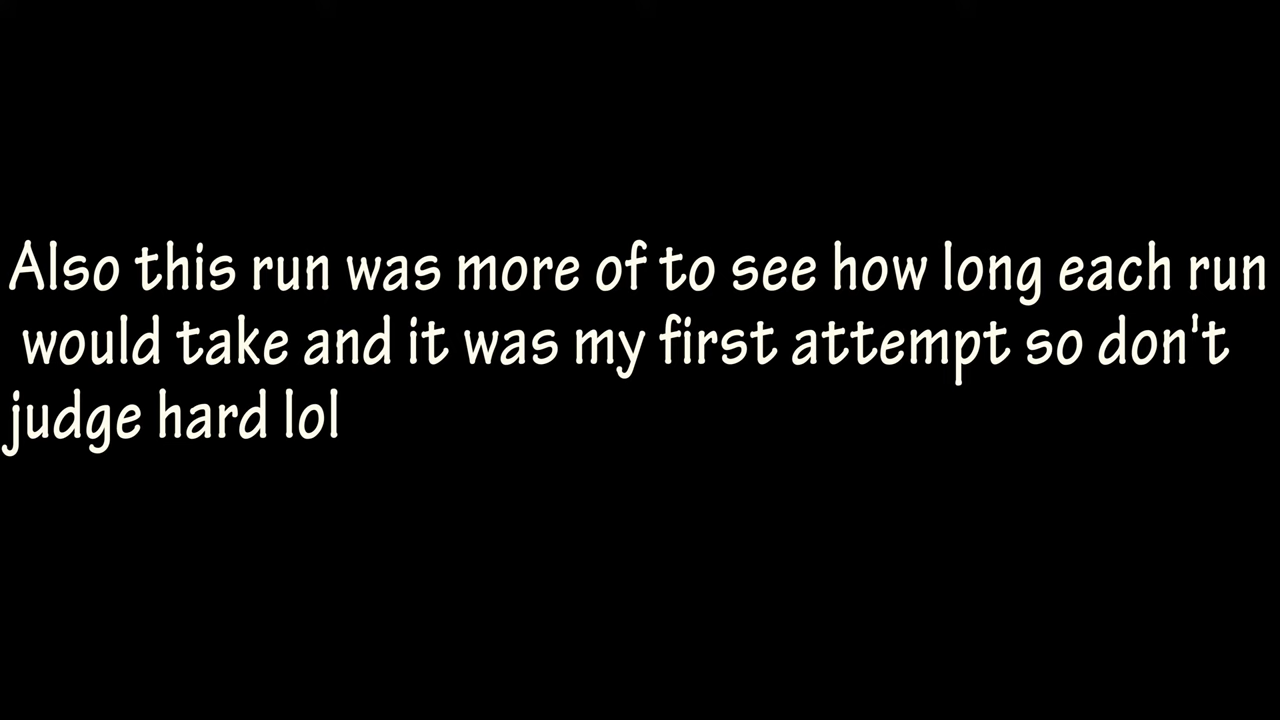 Also this run was more of to see how long each run
would take and it was my first attempt so don't
judge hard lol